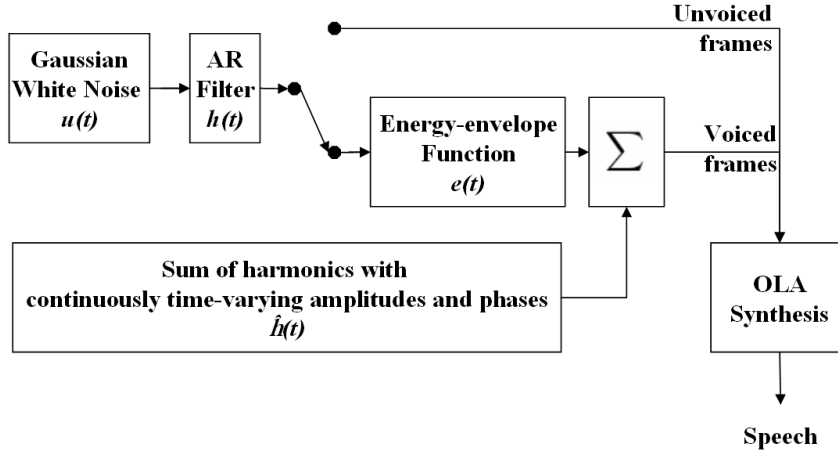 Unvoiced
frames
Gaussian
White Noise
u(t)
AR
Filter
h(t)
Energy-envelope
Function
e(t)
∑
Voiced
frames
Sum of harmonics with
continuously time-varying amplitudes and phases
ĥ(t)
OLA
Synthesis
Speech